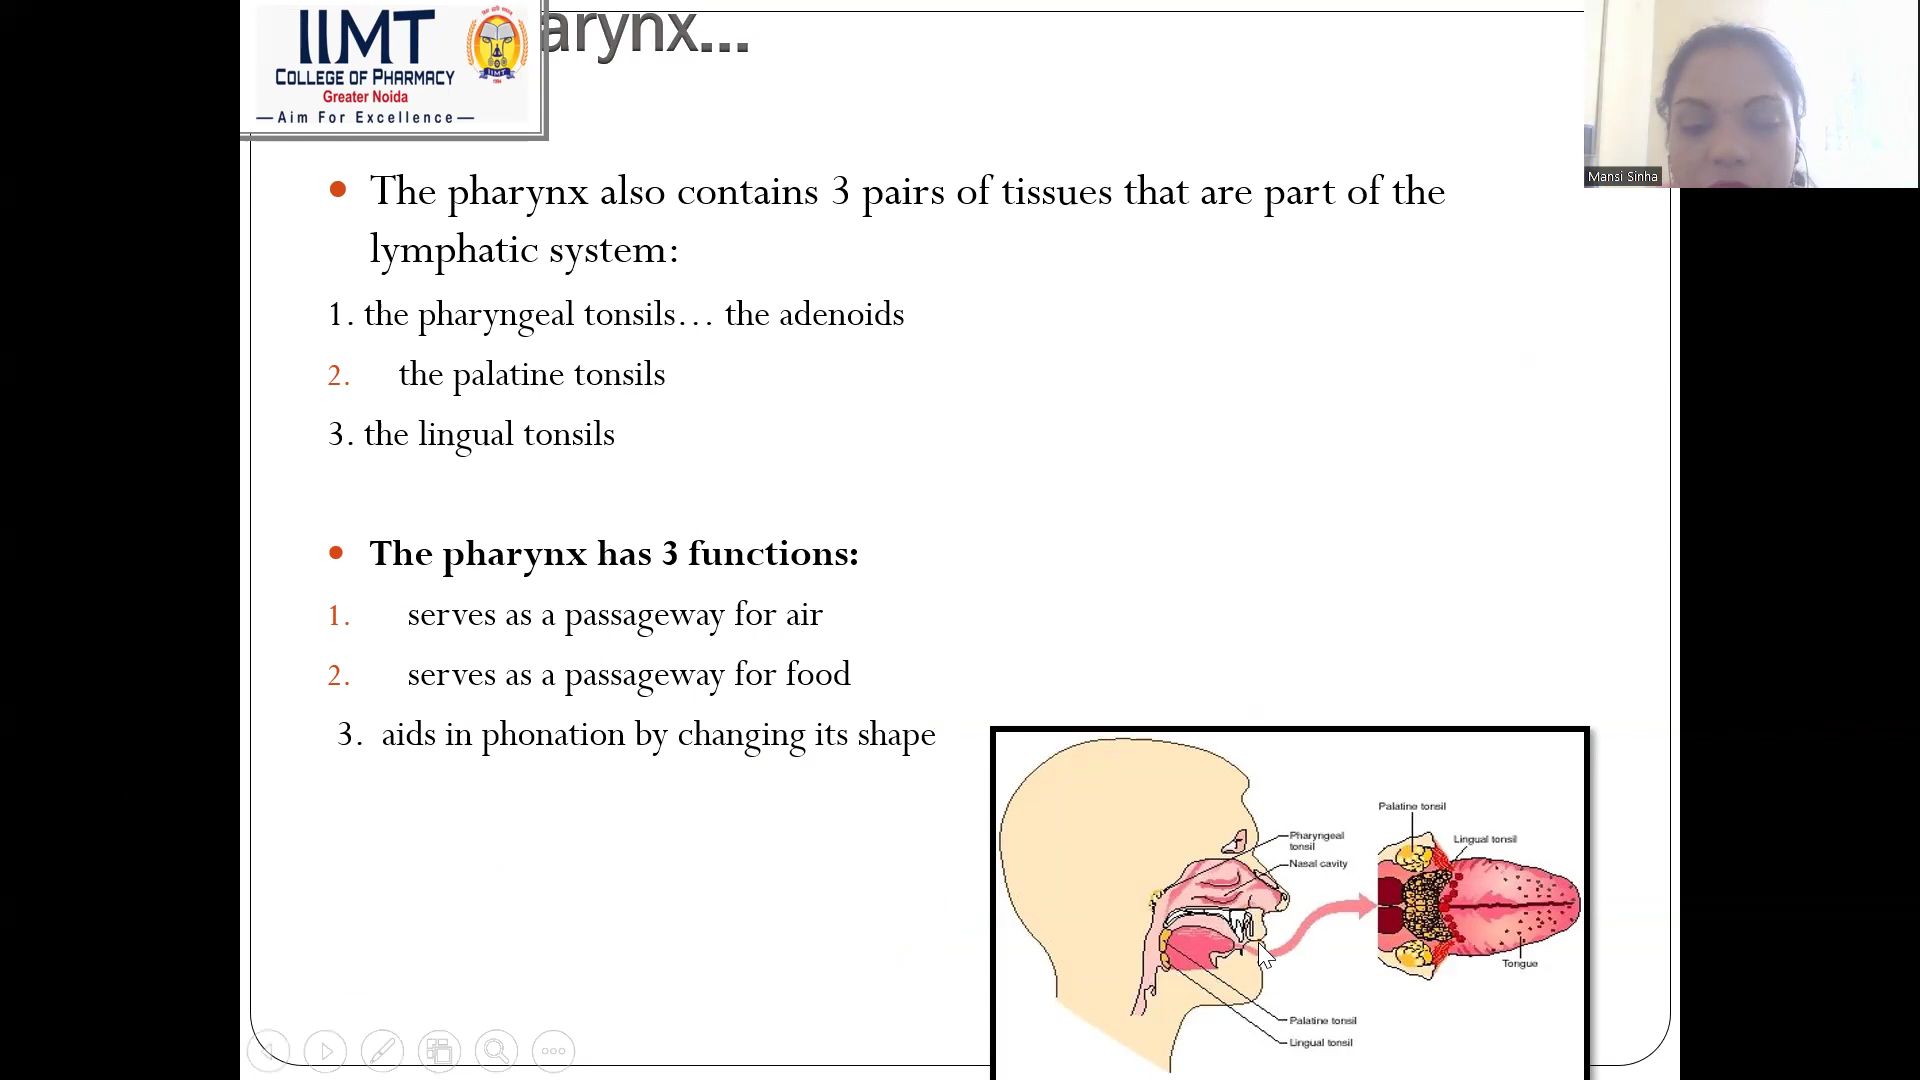 IIMT
COLLEGE OF PHARMACY
Greater Noida
— Aim For Excellence —
IIMT
arynx...
Mansi Sinha
• The pharynx also contains 3 pairs of tissues that are part of the
lymphatic system:
1. the pharyngeal tonsils… the adenoids
2. the palatine tonsils
3. the lingual tonsils
• The pharynx has 3 functions:
1. serves as a passageway for air
2. serves as a passageway for food
3. aids in phonation by changing its shape
Pharyngeal
tonsil
Nasal cavity
Palatine tonsil
Lingual tonsil
Palatine tonsil
Lingual tonsil
Tongue